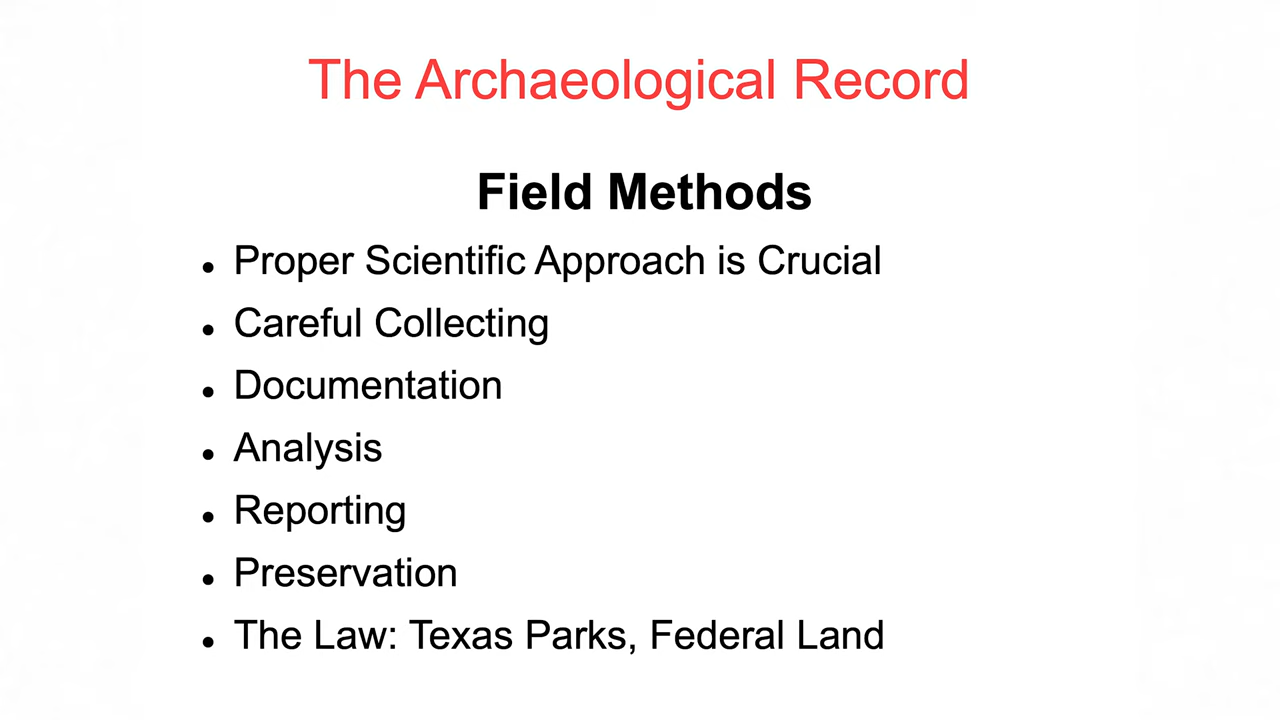 The Archaeological Record
Field Methods
• Proper Scientific Approach is Crucial
• Careful Collecting
• Documentation
• Analysis
• Reporting
• Preservation
• The Law: Texas Parks, Federal Land